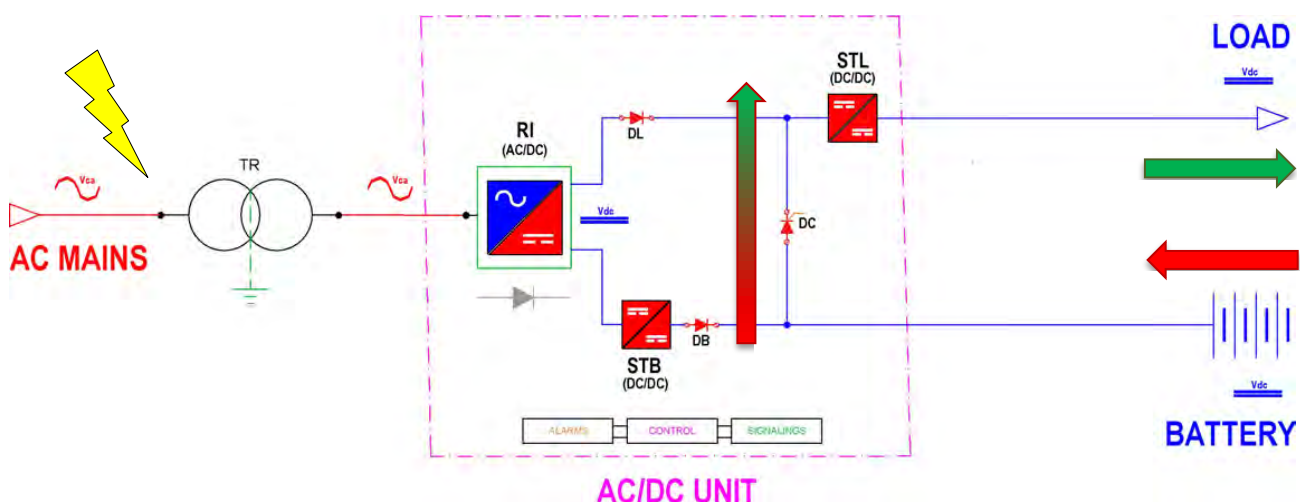 LOAD
Vdc
STL
(DC/DC)
DL
RI
(AC/DC)
TR
Vca
Vca
Vdc
DC
AC MAINS
DB
STB
(DC/DC)
Vdc
ALARMS
CONTROL
SIGNALINGS
BATTERY
AC/DC UNIT